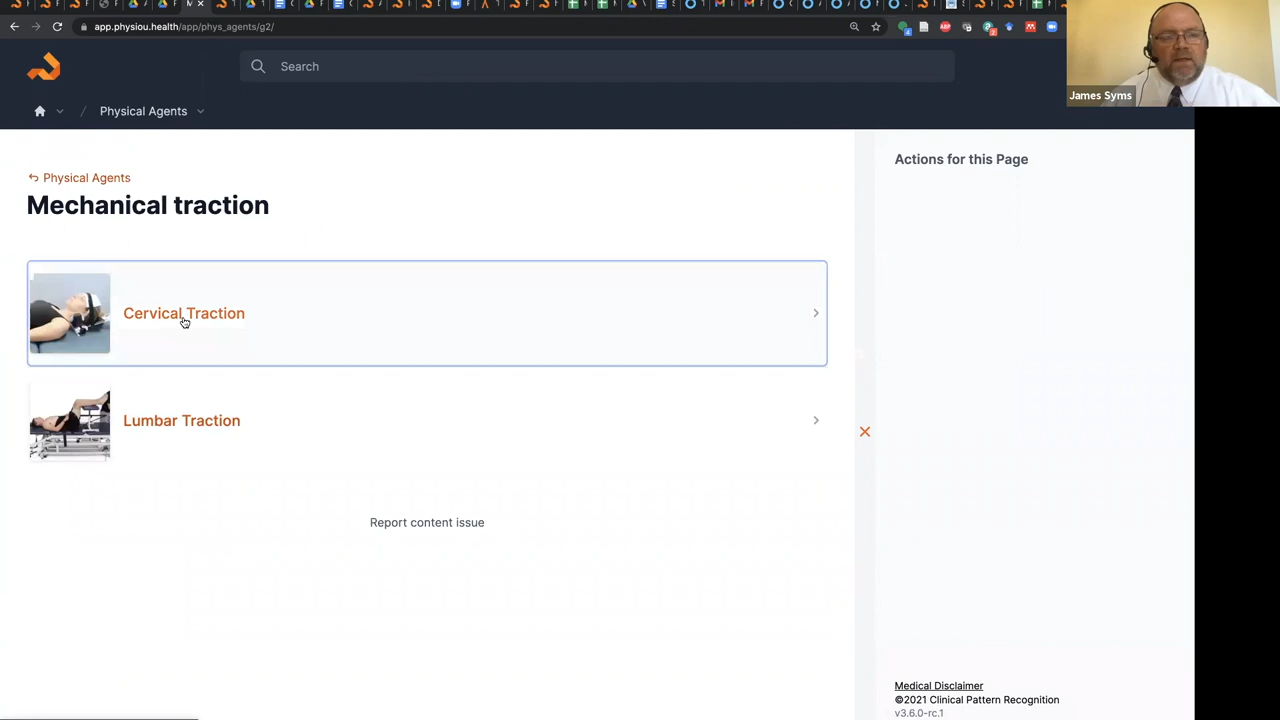 app.physiou.health/app/phys_agents/g2/
Search
James Syms
/ Physical Agents
Physical Agents
Mechanical traction
Actions for this Page
Cervical Traction
Lumbar Traction
Report content issue
Medical Disclaimer
©2021 Clinical Pattern Recognition
v3.6.0-rc.1